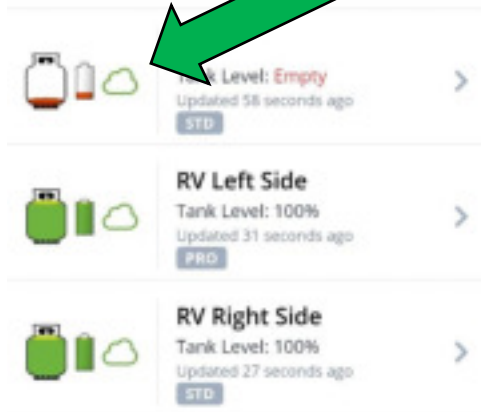 Tank Level: Empty
Updated 58 seconds ago
STD
RV Left Side
Tank Level: 100%
Updated 31 seconds ago
PRO
RV Right Side
Tank Level: 100%
Updated 27 seconds ago
STD